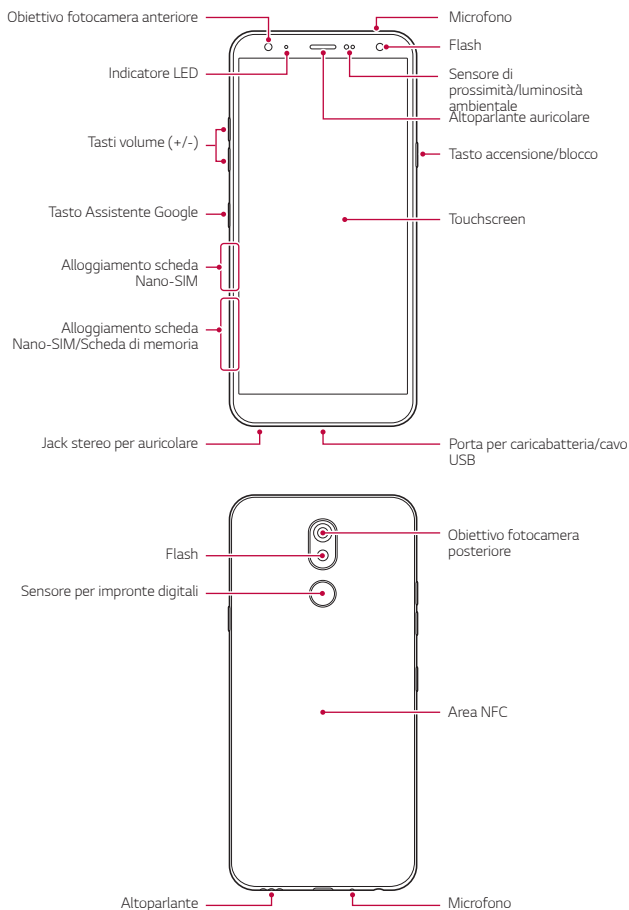 Obiettivo fotocamera anteriore
Microfono
Flash
Indicatore LED
Sensore di
prossimità/luminosità
ambientale
Altoparlante auricolare
Tasti volume (+/-)
Tasto accensione/blocco
Tasto Assistente Google
Touchscreen
Alloggiamento scheda
Nano-SIM
Alloggiamento scheda
Nano-SIM/Scheda di memoria
Jack stereo per auricolare
Porta per caricabatteria/cavo
USB
Obiettivo fotocamera
posteriore
Flash
Sensore per impronte digitali
Area NFC
Altoparlante
Microfono